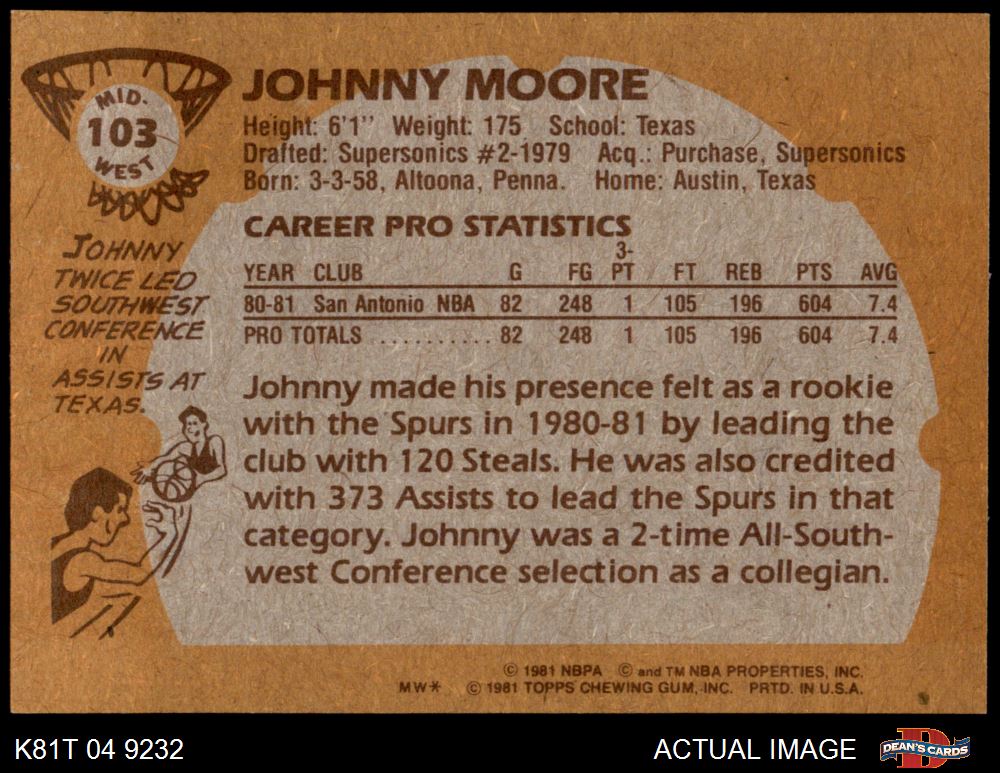 MID-
103
WEST
JOHNNY MOORE
Height: 6'1" Weight: 175 School: Texas
Drafted: Supersonics #2-1979 Acq.: Purchase, Supersonics
Born: 3-3-58, Altoona, Penna. Home: Austin, Texas
CAREER PRO STATISTICS
YEAR CLUB G FG 3-PT FT REB PTS AVG
80-81 San Antonio NBA 82 248 1 105 196 604 7.4
PRO TOTALS .......... 82 248 1 105 196 604 7.4
JOHNNY
TWICE LED
SOUTHWEST
CONFERENCE
IN
ASSISTS AT
TEXAS.
Johnny made his presence felt as a rookie
with the Spurs in 1980-81 by leading the
club with 120 Steals. He was also credited
with 373 Assists to lead the Spurs in that
category. Johnny was a 2-time All-South-
west Conference selection as a collegian.
© 1981 NBPA © and TM NBA PROPERTIES, INC.
MW* © 1981 TOPPS CHEWING GUM, INC. PRTD. IN U.S.A.
K81T 04 9232
ACTUAL IMAGE
DEAN'S CARDS